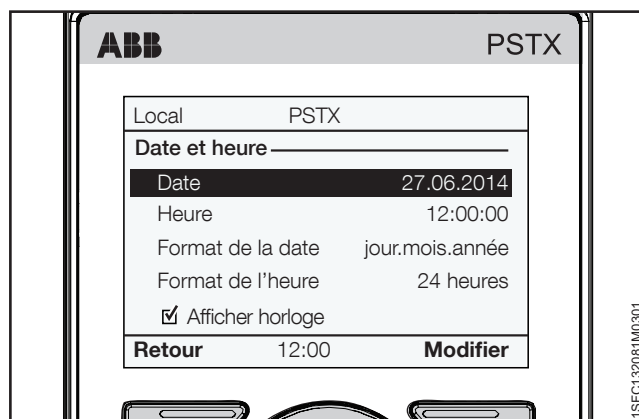 ABB PSTX
Local PSTX
Date et heure
Date 27.06.2014
Heure 12:00:00
Format de la date jour.mois.année
Format de l’heure 24 heures
☑ Afficher horloge
Retour 12:00 Modifier
1SFC132081M0301